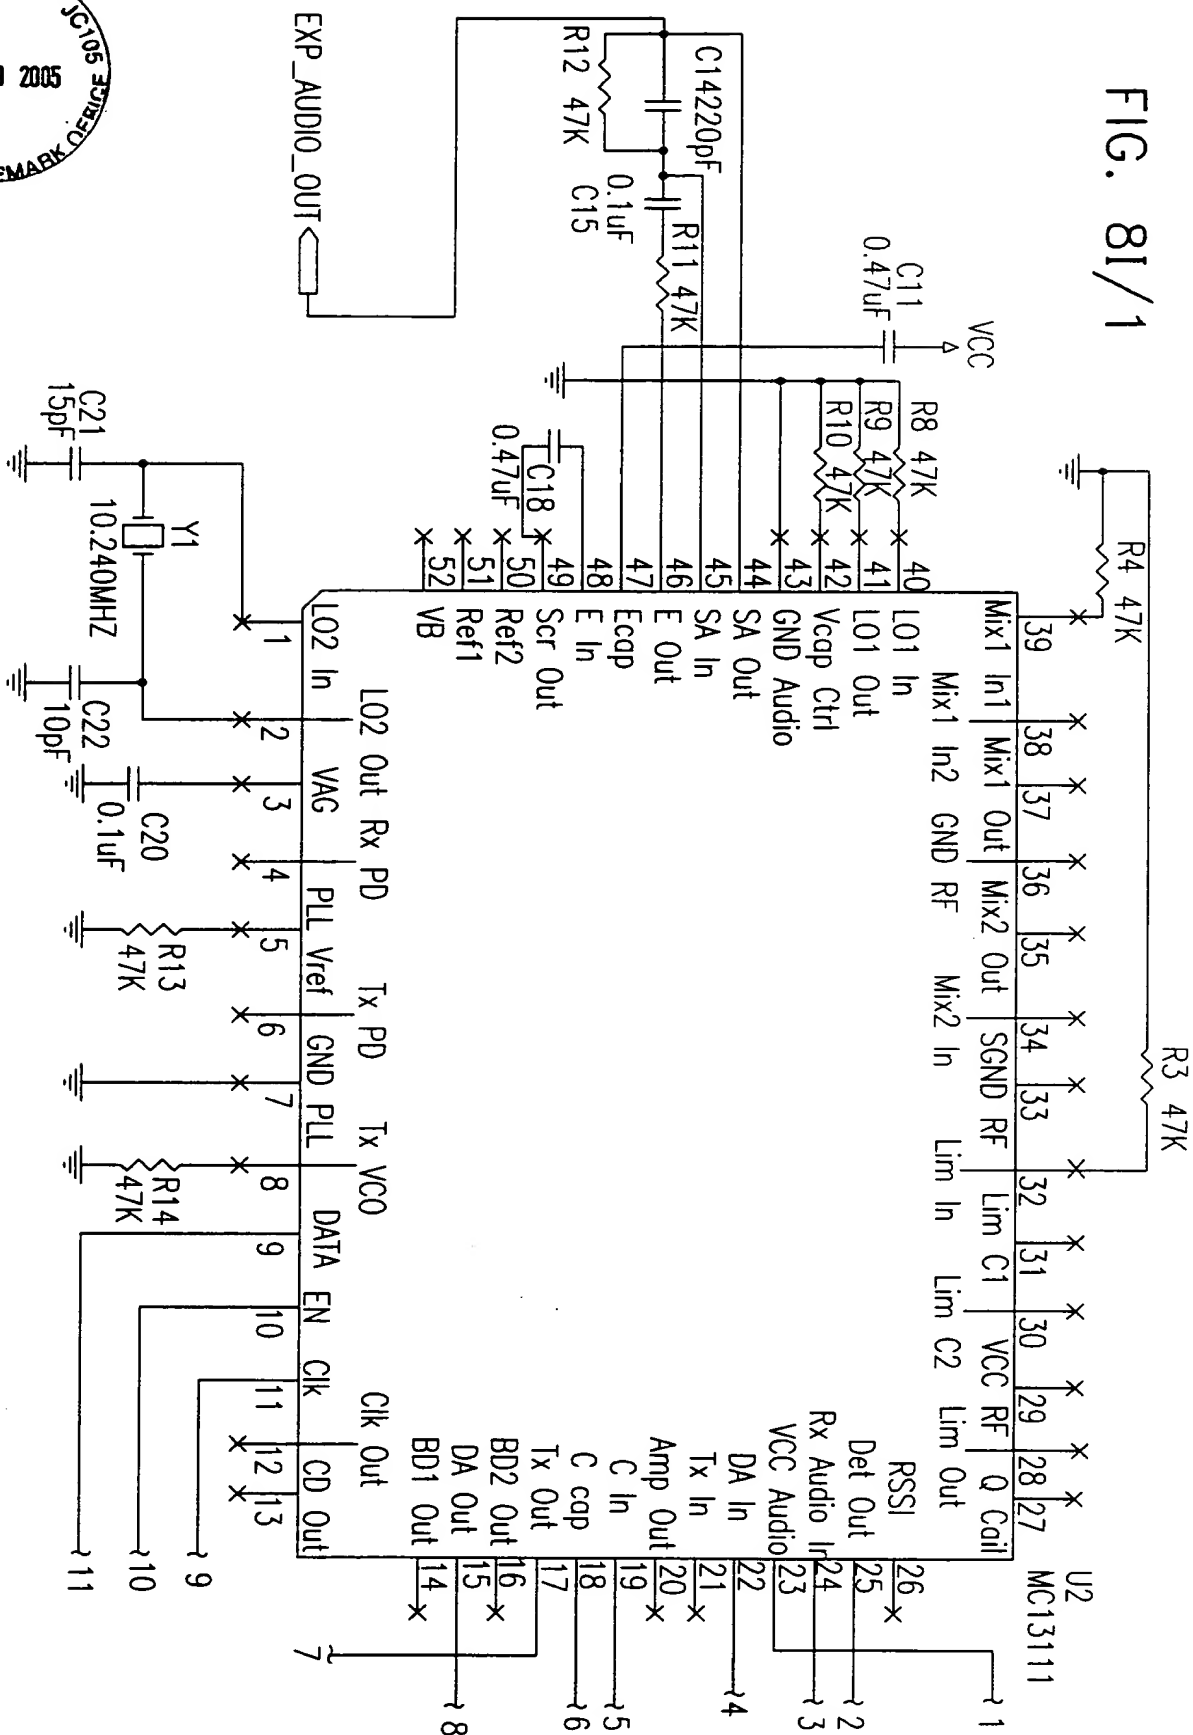 FIG. 8I/1
JC105
2005
EMARK OFFICE
EXP_AUDIO_OUT
R12 47K
C14220pF
0.1uF
C15
R11 47K
C11
0.47uF
VCC
R8 47K
R9 47K
R10 47K
C18
0.47uF
R4 47K
R3 47K
C21
15pF
Y1
10.240MHZ
C22
10pF
C20
0.1uF
R13
47K
R14
47K
U2
MC13111
39 Mix1 In1
38 Mix1 In2
37 Mix1 Out
36 GND RF
35 Mix2 Out
34 Mix2 In
33 SGND RF
32 Lim In
31 Lim C1
30 Lim C2
29 VCC RF
28 Lim Out
27 Q Cail
40 LO1 In
41 LO1 Out
42 Vcap Ctrl
43 GND Audio
44 SA Out
45 SA In
46 E Out
47 Ecap
48 E In
49 Scr Out
50 Ref2
51 Ref1
52 VB
RSSI 26
Det Out 25
Rx Audio In 24
VCC Audio 23
DA In 22
Tx In 21
Amp Out 20
C In 19
C cap 18
Tx Out 17
BD2 Out 16
DA Out 15
BD1 Out 14
LO2 In 1
LO2 Out 2
VAG 3
Rx PD 4
PLL Vref 5
Tx PD 6
GND PLL 7
Tx VCO 8
DATA 9
EN 10
Clk 11
Clk Out 12
CD Out 13
1
2
3
4
5
6
7
8
9
10
11